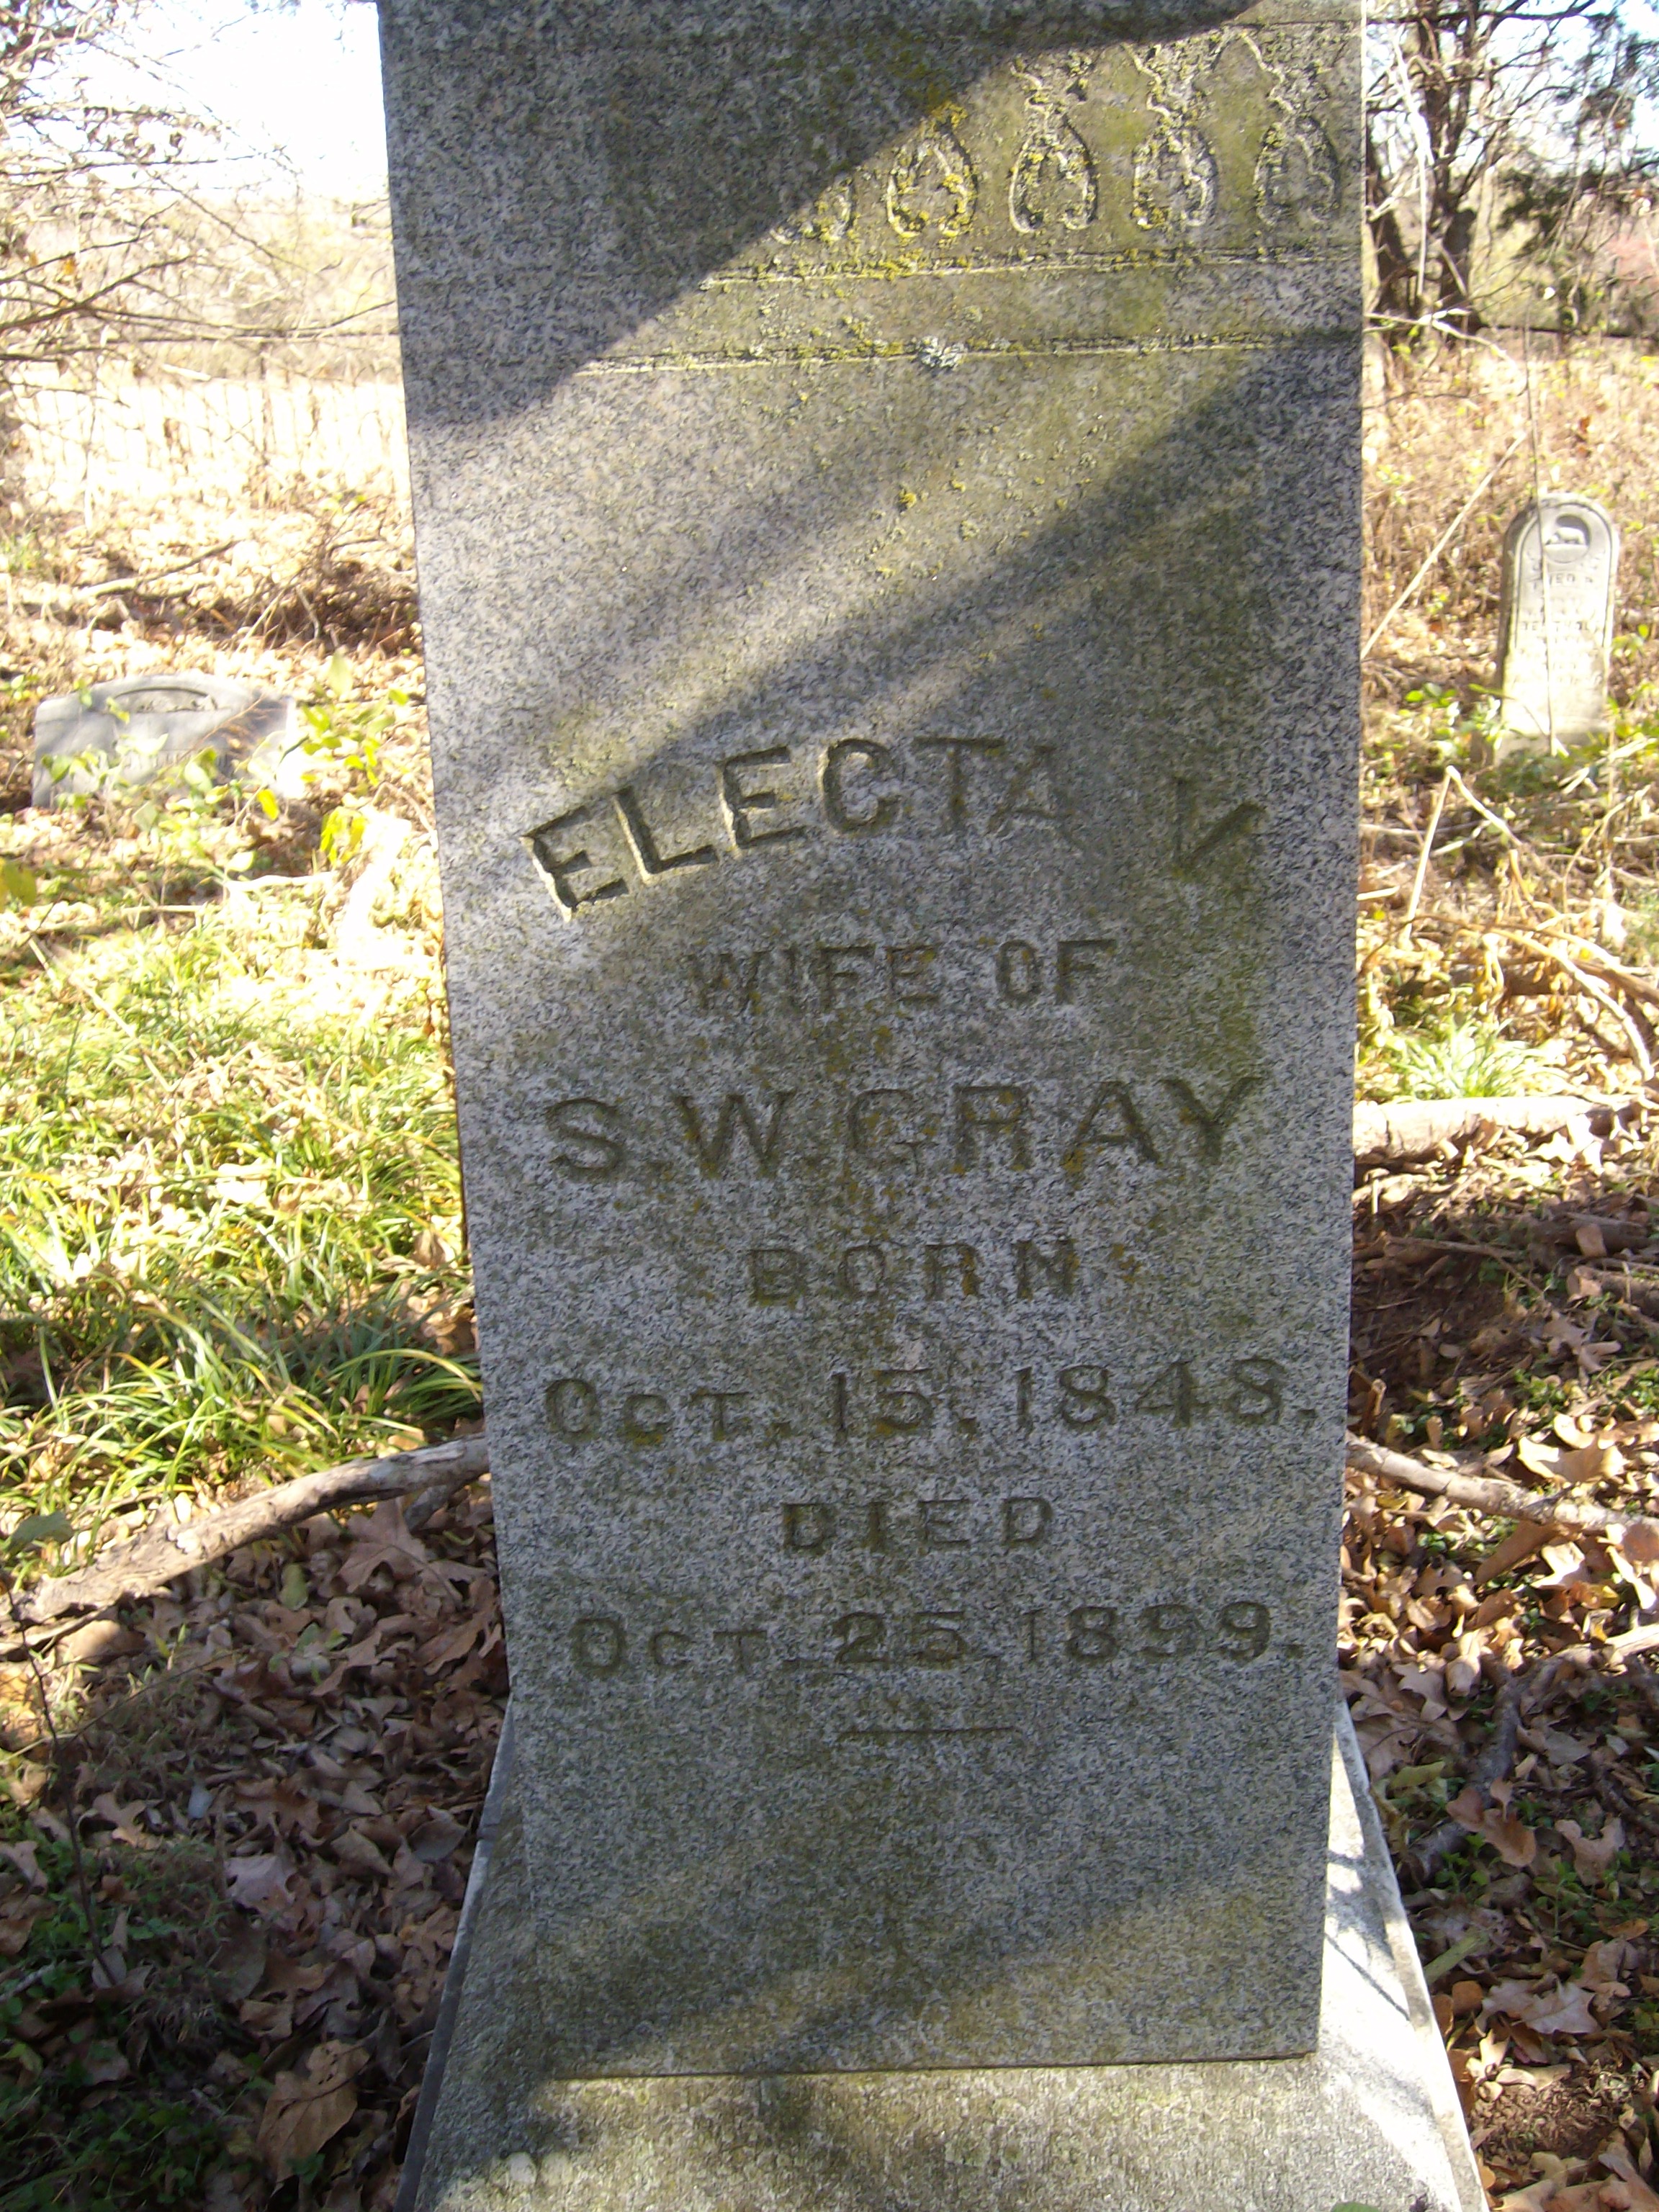 ELECTA V
WIFE OF
S. W. GRAY
BORN
OCT. 15, 1848.
DIED
OCT. 25, 1899.